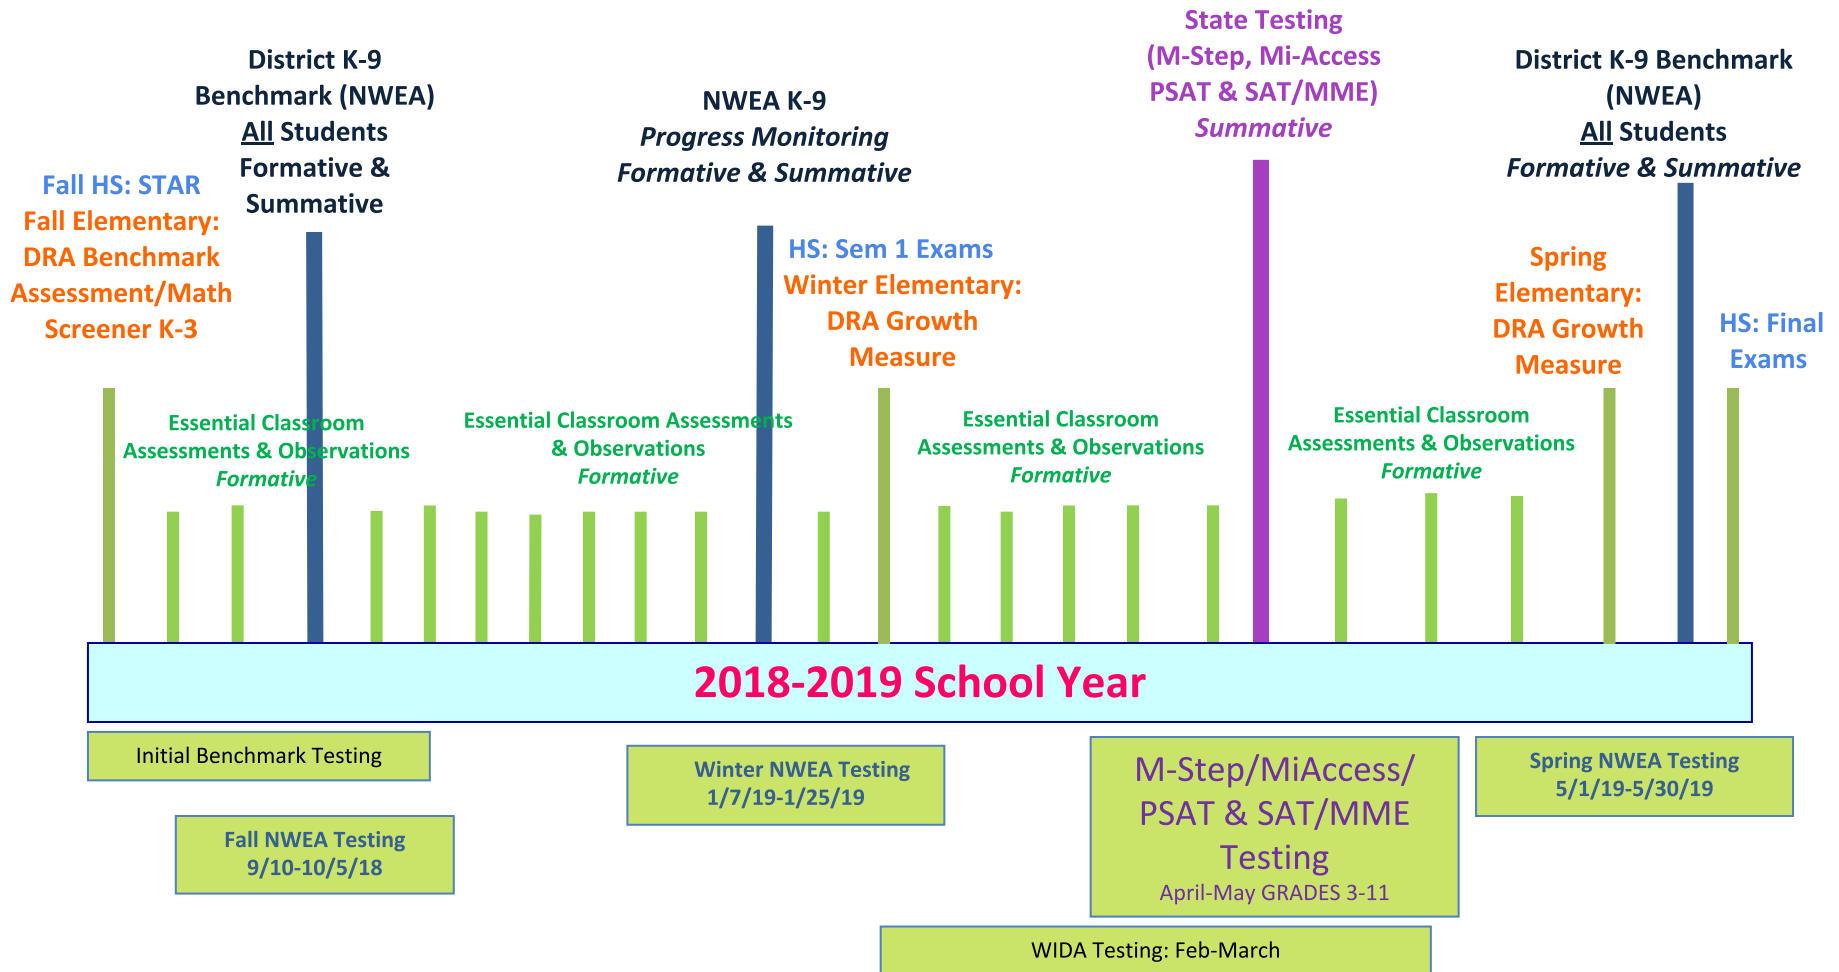 Fall HS: STAR
Fall Elementary:
DRA Benchmark
Assessment/Math
Screener K-3
District K-9
Benchmark (NWEA)
All Students
Formative &
Summative
NWEA K-9
Progress Monitoring
Formative & Summative
HS: Sem 1 Exams
Winter Elementary:
DRA Growth
Measure
State Testing
(M-Step, Mi-Access
PSAT & SAT/MME)
Summative
Spring
Elementary:
DRA Growth
Measure
District K-9 Benchmark
(NWEA)
All Students
Formative & Summative
HS: Final
Exams
Essential Classroom
Assessments & Observations
Formative
Essential Classroom Assessments
& Observations
Formative
Essential Classroom
Assessments & Observations
Formative
Essential Classroom
Assessments & Observations
Formative
2018-2019 School Year
Initial Benchmark Testing
Fall NWEA Testing
9/10-10/5/18
Winter NWEA Testing
1/7/19-1/25/19
M-Step/MiAccess/
PSAT & SAT/MME
Testing
April-May GRADES 3-11
Spring NWEA Testing
5/1/19-5/30/19
WIDA Testing: Feb-March